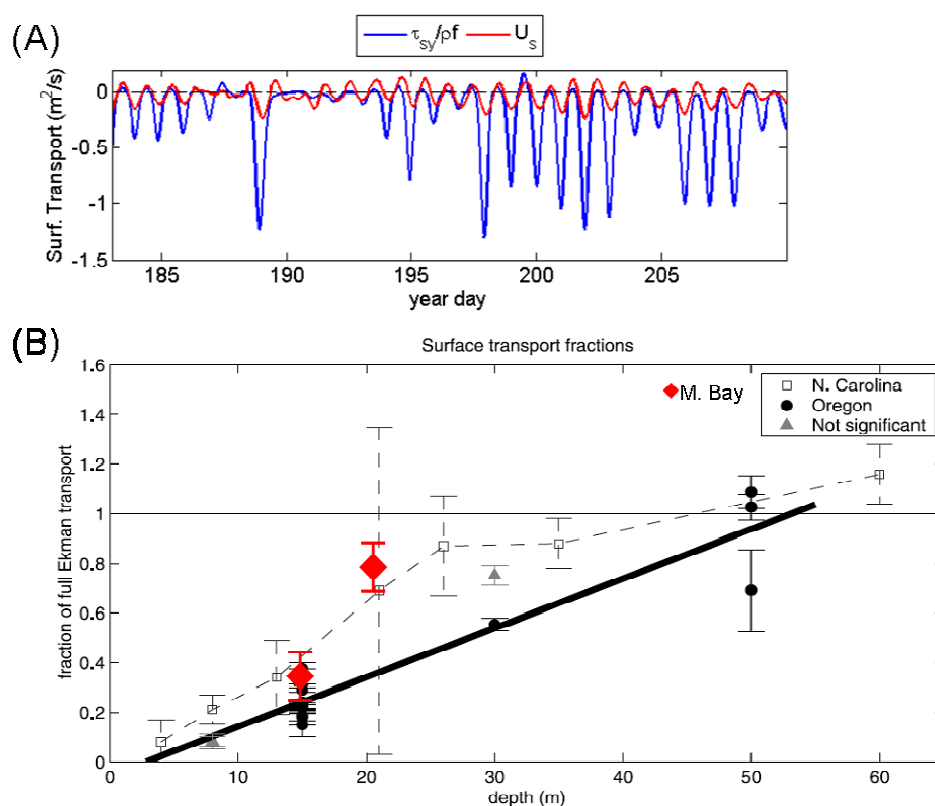 (A)
τsy/ρf Us
Surf. Transport (m²/s)
0
-0.5
-1
-1.5
185 190 195 200 205
year day
(B)
Surface transport fractions
M. Bay
N. Carolina
Oregon
Not significant
fraction of full Ekman transport
1.6
1.4
1.2
1
0.8
0.6
0.4
0.2
0
0 10 20 30 40 50 60
depth (m)